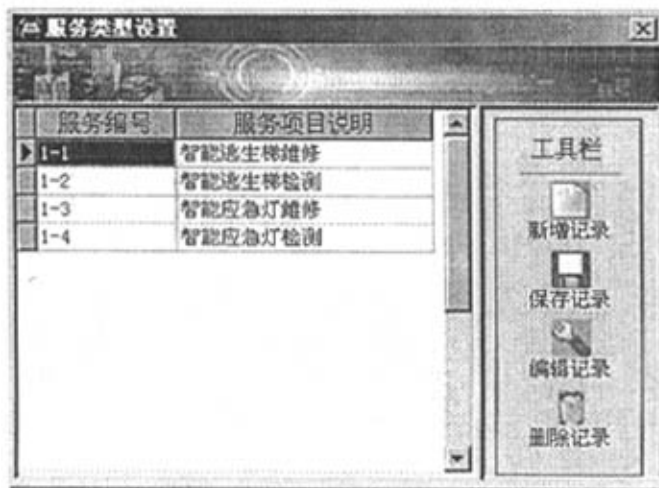 服务类型设置
服务编号 服务项目说明
1-1 智能逃生梯维修
1-2 智能逃生梯检测
1-3 智能应急灯维修
1-4 智能应急灯检测
工具栏
新增记录
保存记录
编辑记录
删除记录